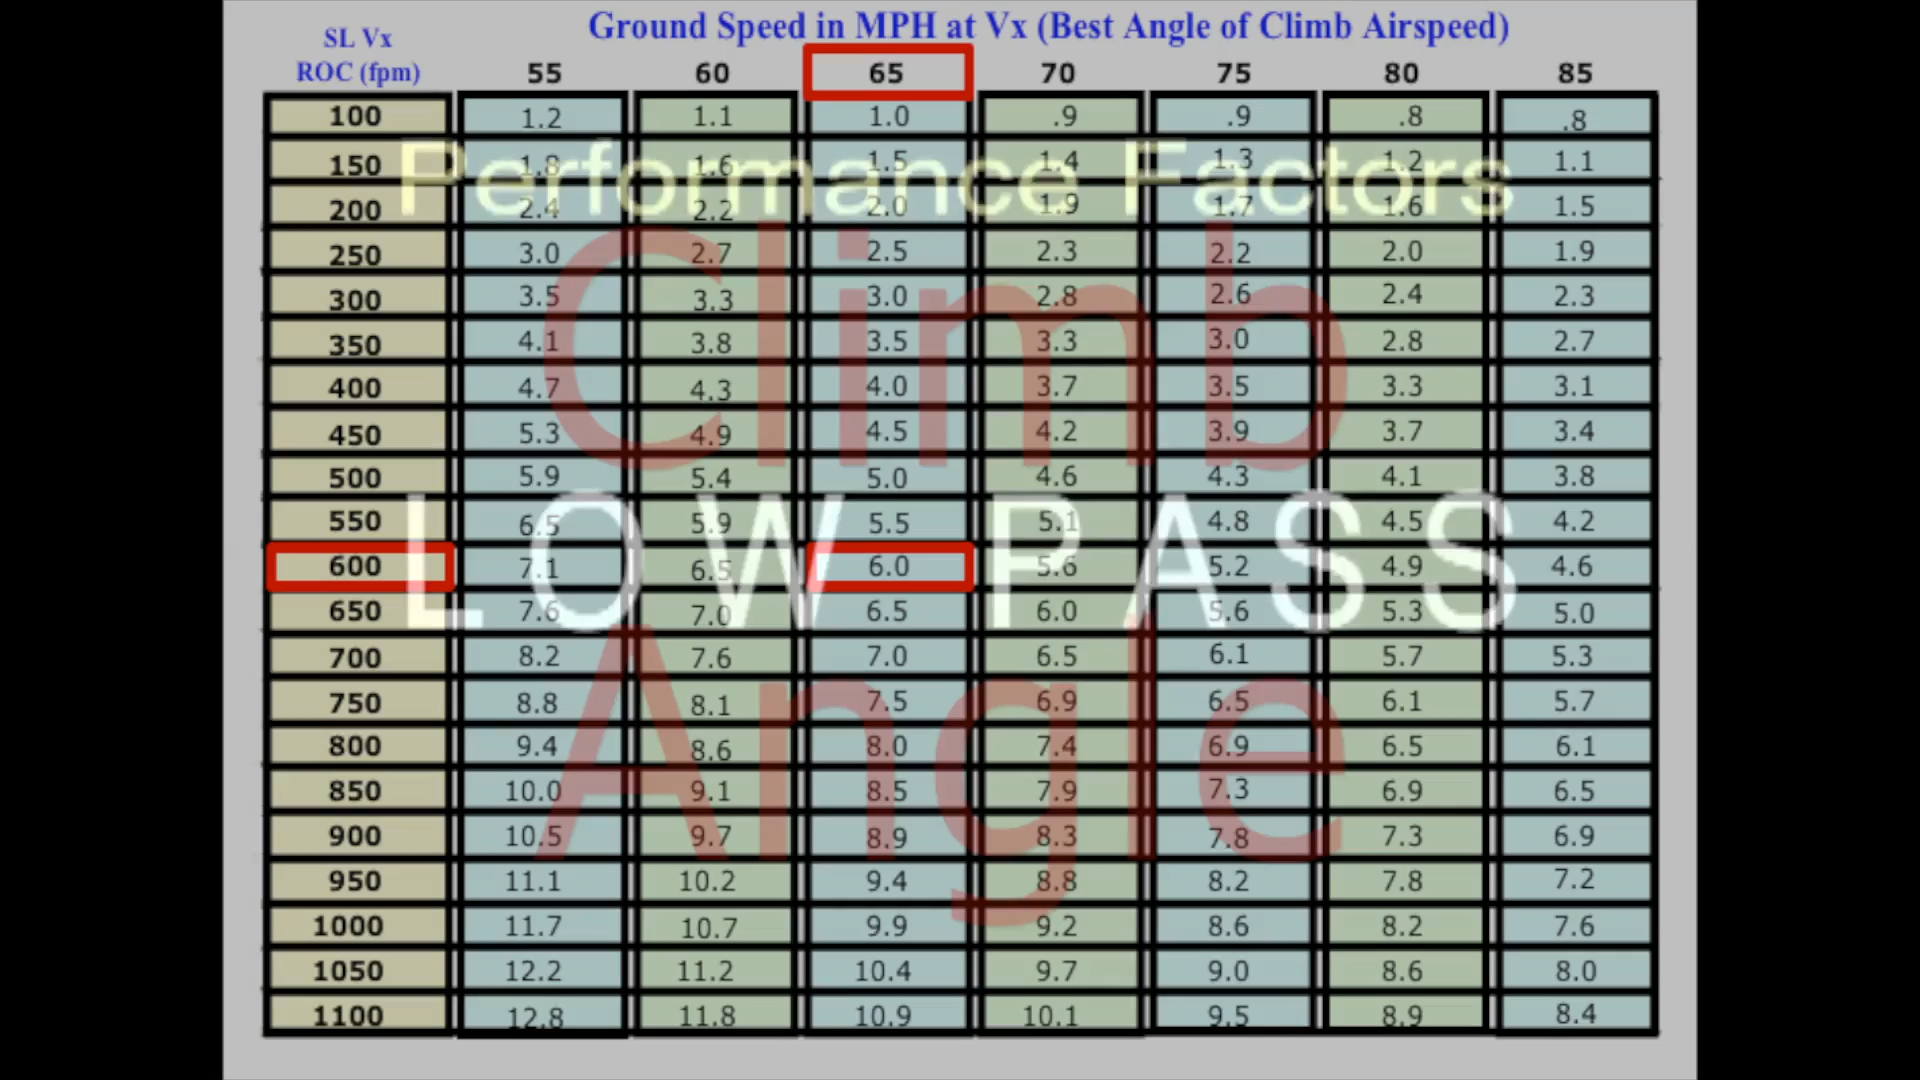 Ground Speed in MPH at Vx (Best Angle of Climb Airspeed)
SL Vx
ROC (fpm) 55 60 65 70 75 80 85
100 1.2 1.1 1.0 .9 .9 .8 .8
150 1.8 1.6 1.5 1.4 1.3 1.2 1.1
Performance Factors
200 2.4 2.2 2.0 1.9 1.7 1.6 1.5
250 3.0 2.7 2.5 2.3 2.2 2.0 1.9
300 3.5 3.3 3.0 2.8 2.6 2.4 2.3
Climb
350 4.1 3.8 3.5 3.3 3.0 2.8 2.7
400 4.7 4.3 4.0 3.7 3.5 3.3 3.1
450 5.3 4.9 4.5 4.2 3.9 3.7 3.4
500 5.9 5.4 5.0 4.6 4.3 4.1 3.8
550 6.5 5.9 5.5 5.1 4.8 4.5 4.2
LOW PASS
600 7.1 6.5 6.0 5.6 5.2 4.9 4.6
650 7.6 7.0 6.5 6.0 5.6 5.3 5.0
700 8.2 7.6 7.0 6.5 6.1 5.7 5.3
750 8.8 8.1 7.5 6.9 6.5 6.1 5.7
Angle
800 9.4 8.6 8.0 7.4 6.9 6.5 6.1
850 10.0 9.1 8.5 7.9 7.3 6.9 6.5
900 10.5 9.7 8.9 8.3 7.8 7.3 6.9
950 11.1 10.2 9.4 8.8 8.2 7.8 7.2
1000 11.7 10.7 9.9 9.2 8.6 8.2 7.6
1050 12.2 11.2 10.4 9.7 9.0 8.6 8.0
1100 12.8 11.8 10.9 10.1 9.5 8.9 8.4